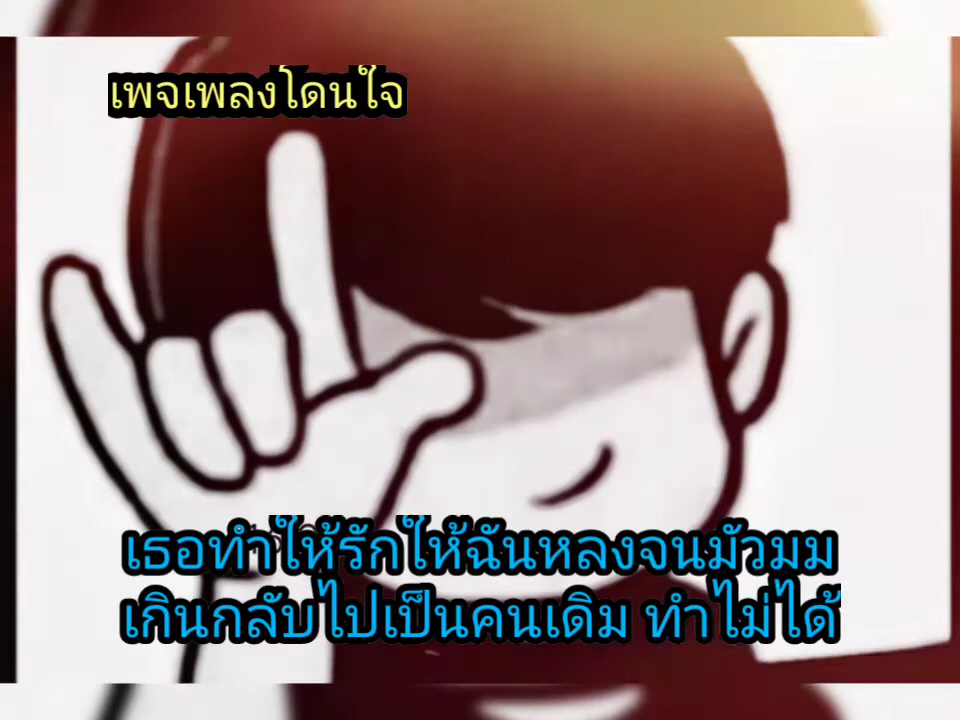 เพจเพลงโดนใจ
เธอทำให้รักให้ฉันหลงจนมัวมม
เกินกลับไปเป็นคนเดิม ทำไม่ได้